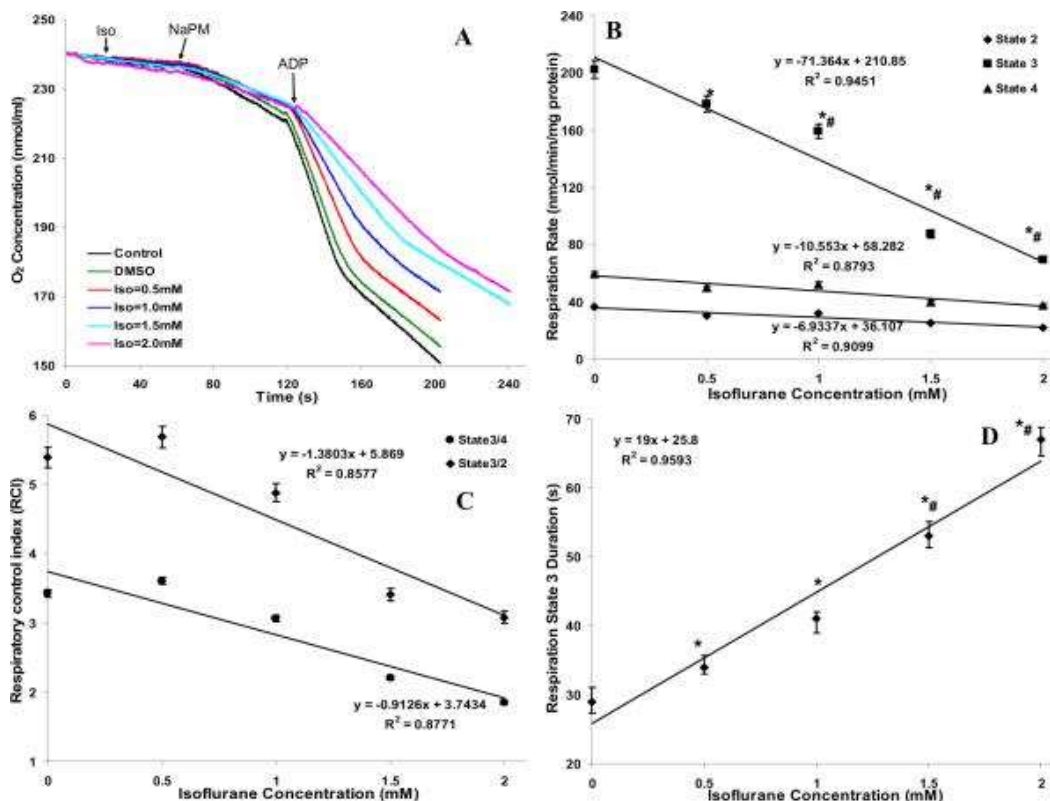 A
Iso
NaPM
ADP
250
230
210
190
170
150
O₂ Concentration (nmol/ml)
Control
DMSO
Iso=0.5mM
Iso=1.0mM
Iso=1.5mM
Iso=2.0mM
0 40 80 120 160 200 240
Time (s)
B
State 2
State 3
State 4
y = -71.364x + 210.85
R² = 0.9451
*
*#
*#
*#
y = -10.553x + 58.282
R² = 0.8793
y = -6.9337x + 36.107
R² = 0.9099
240
200
160
120
80
40
0
Respiration Rate (nmol/min/mg protein)
0 0.5 1 1.5 2
Isoflurane Concentration (mM)
C
State3/4
State3/2
y = -1.3803x + 5.869
R² = 0.8577
y = -0.9126x + 3.7434
R² = 0.8771
6
5
4
3
2
1
Respiratory control index (RCI)
0 0.5 1 1.5 2
Isoflurane Concentration (mM)
D
y = 19x + 25.8
R² = 0.9593
*
*
*#
*#
70
60
50
40
30
20
Respiration State 3 Duration (s)
0 0.5 1 1.5 2
Isoflurane Concentration (mM)